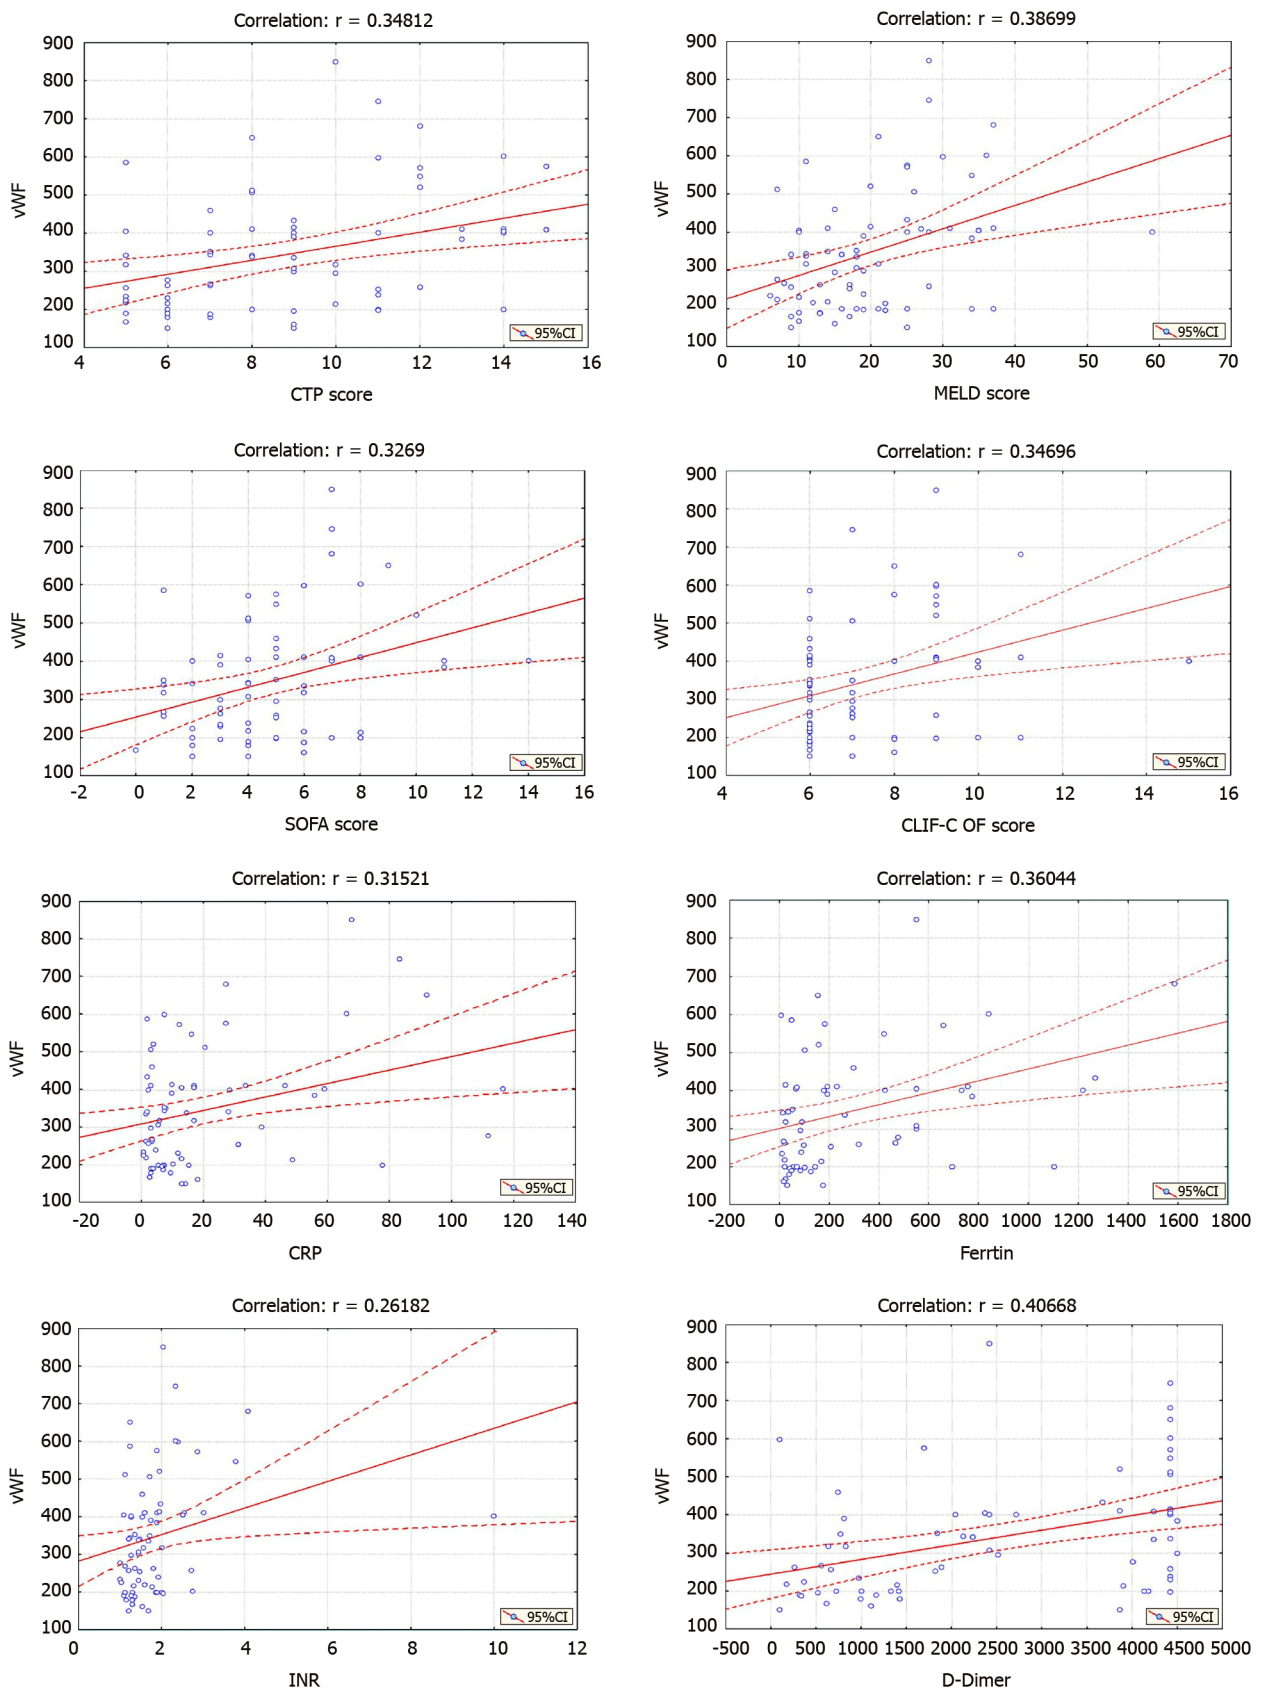 Correlation: r = 0.34812
900
800
700
600
500
400
300
200
100
vWF
4 6 8 10 12 14 16
CTP score
95%CI
Correlation: r = 0.38699
900
800
700
600
500
400
300
200
100
vWF
0 10 20 30 40 50 60 70
MELD score
95%CI
Correlation: r = 0.3269
900
800
700
600
500
400
300
200
100
vWF
-2 0 2 4 6 8 10 12 14 16
SOFA score
95%CI
Correlation: r = 0.34696
900
800
700
600
500
400
300
200
100
vWF
4 6 8 10 12 14 16
CLIF-C OF score
95%CI
Correlation: r = 0.31521
900
800
700
600
500
400
300
200
100
vWF
-20 0 20 40 60 80 100 120 140
CRP
95%CI
Correlation: r = 0.36044
900
800
700
600
500
400
300
200
100
vWF
-200 0 200 400 600 800 1000 1200 1400 1600 1800
Ferrtin
95%CI
Correlation: r = 0.26182
900
800
700
600
500
400
300
200
100
vWF
0 2 4 6 8 10 12
INR
95%CI
Correlation: r = 0.40668
900
800
700
600
500
400
300
200
100
vWF
-500 0 500 1000 1500 2000 2500 3000 3500 4000 4500 5000
D-Dimer
95%CI